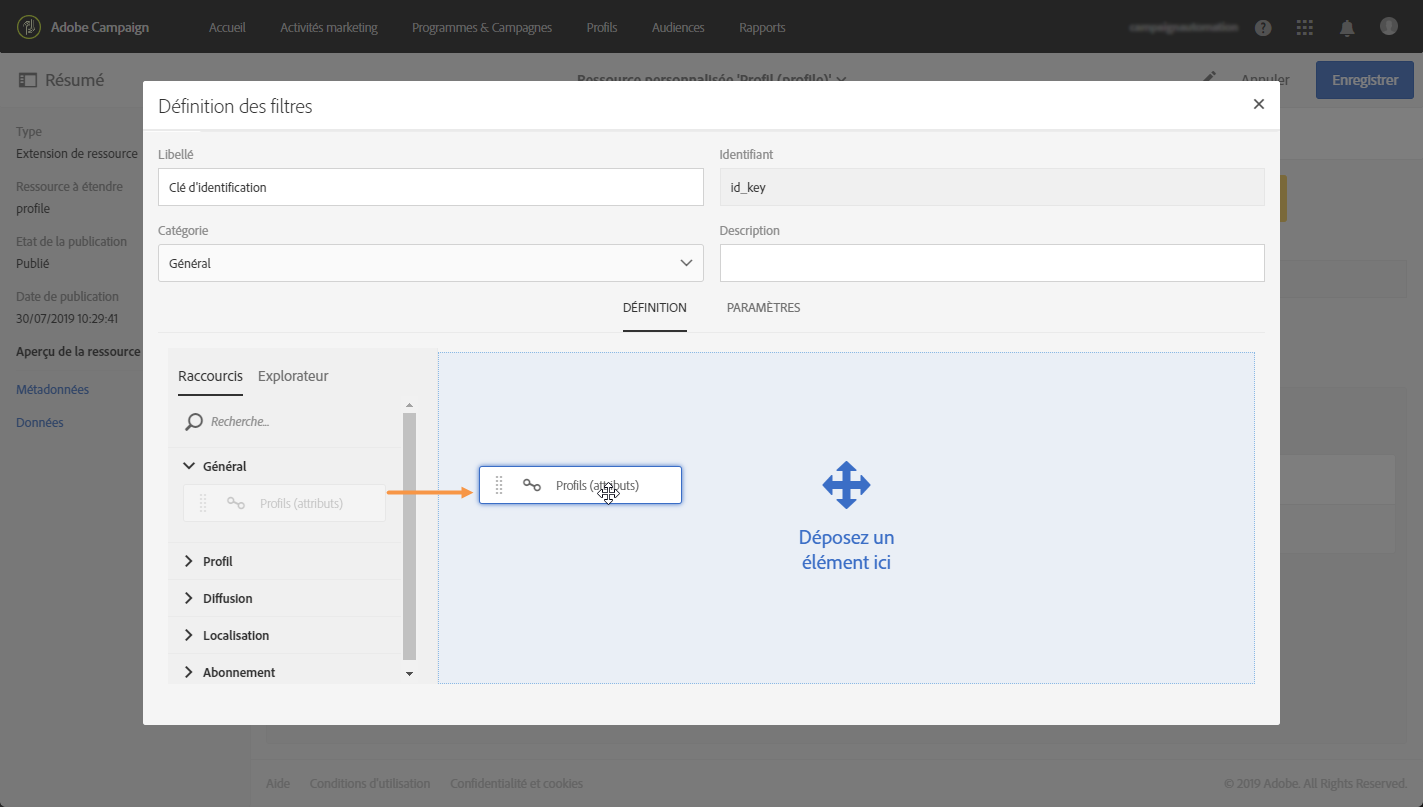 Adobe Campaign
Accueil
Activités marketing
Programmes & Campagnes
Profils
Audiences
Rapports
Résumé
Ressource personnalisée 'Profil (profile)'
Annuler
Enregistrer
Type
Extension de ressource
Ressource à étendre
profile
Etat de la publication
Publié
Date de publication
30/07/2019 10:29:41
Aperçu de la ressource
Métadonnées
Données
Définition des filtres
Libellé
Identifiant
Clé d'identification
id_key
Catégorie
Description
Général
DÉFINITION
PARAMÈTRES
Raccourcis
Explorateur
Recherche...
Général
Profils (attributs)
Profils (attributs)
Profil
Diffusion
Localisation
Abonnement
Déposez un
élément ici
Aide
Conditions d'utilisation
Confidentialité et cookies
© 2019 Adobe. All Rights Reserved.